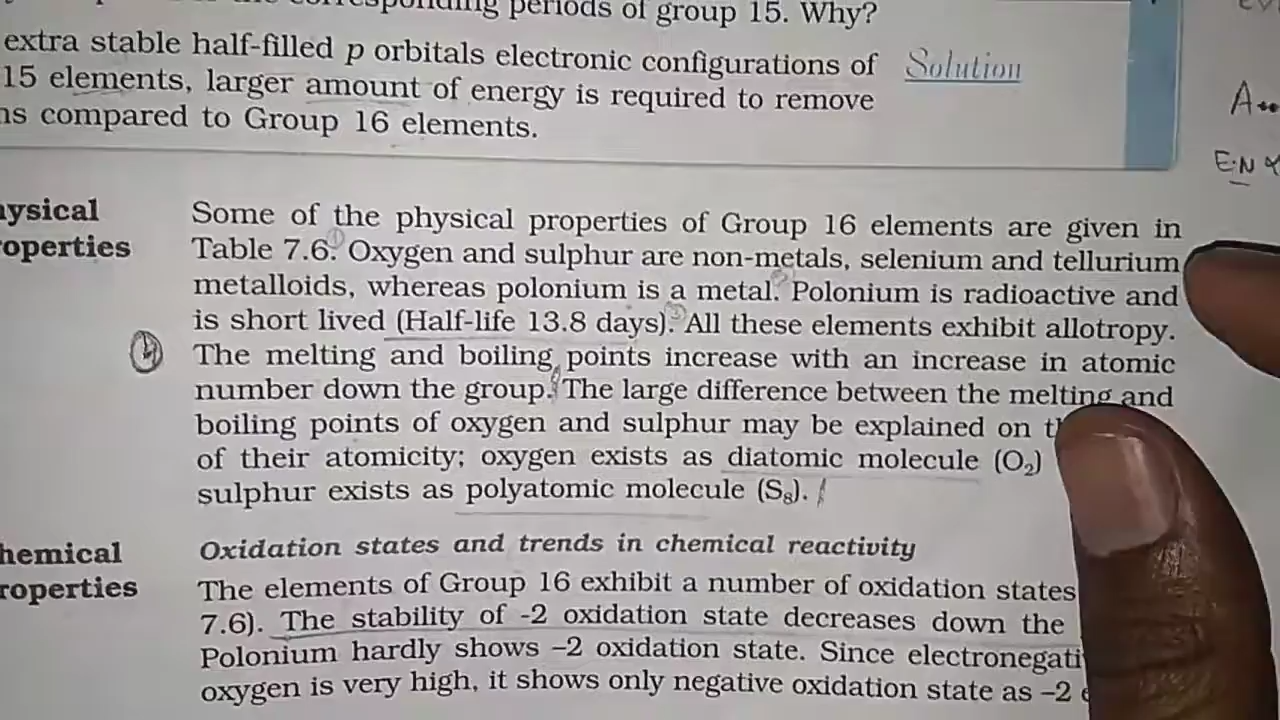 periods of group 15. Why?
extra stable half-filled p orbitals electronic configurations of
Solution
15 elements, larger amount of energy is required to remove
compared to Group 16 elements.
Some of the physical properties of Group 16 elements are given in
Table 7.6. Oxygen and sulphur are non-metals, selenium and tellurium
metalloids, whereas polonium is a metal. Polonium is radioactive and
is short lived (Half-life 13.8 days). All these elements exhibit allotropy.
The melting and boiling points increase with an increase in atomic
number down the group. The large difference between the melting and
boiling points of oxygen and sulphur may be explained on
of their atomicity; oxygen exists as diatomic molecule (O₂)
sulphur exists as polyatomic molecule (S₈).
Oxidation states and trends in chemical reactivity
The elements of Group 16 exhibit a number of oxidation states
7.6). The stability of -2 oxidation state decreases down the
Polonium hardly shows –2 oxidation state. Since
oxygen is very high, it shows only negative oxidation state as –2